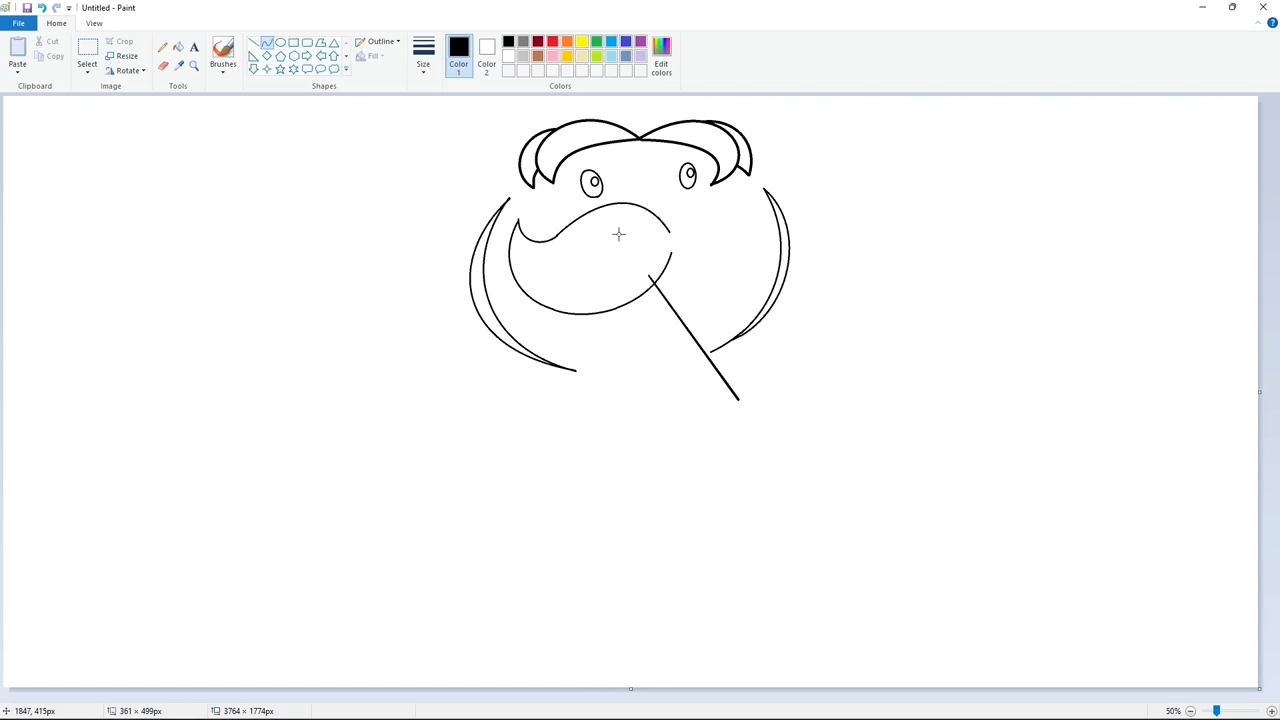 Untitled - Paint
File
Home
View
Paste
Cut
Copy
Clipboard
Select
Crop
Resize
Rotate
Image
A
Tools
Brushes
Outline
Fill
Shapes
Size
Color
1
Color
2
Edit
colors
Colors
?
1847, 415px
361 × 499px
3764 × 1774px
50%